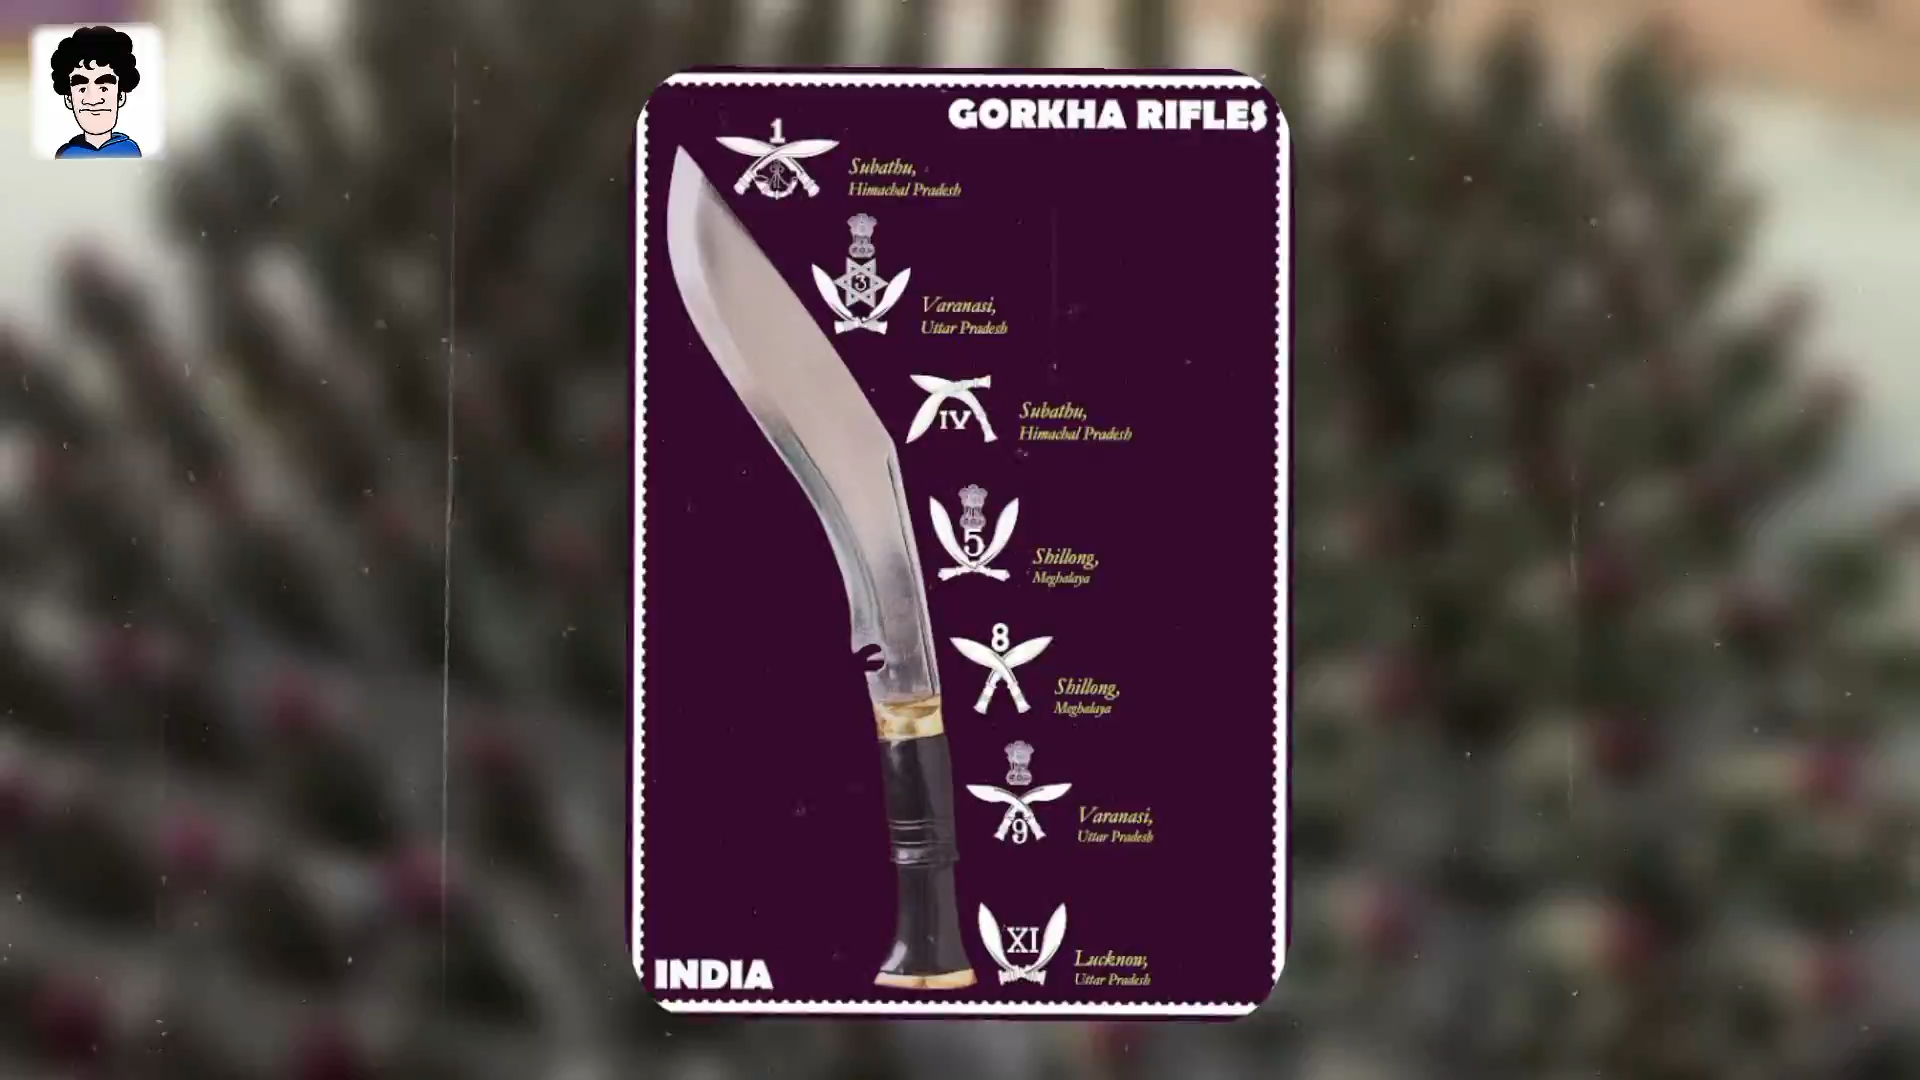 GORKHA RIFLES
1
Subathu,
Himachal Pradesh
3
Varanasi,
Uttar Pradesh
IV
Subathu,
Himachal Pradesh
5
Shillong,
Meghalaya
8
Shillong,
Meghalaya
9
Varanasi,
Uttar Pradesh
XI
Lucknow,
Uttar Pradesh
INDIA